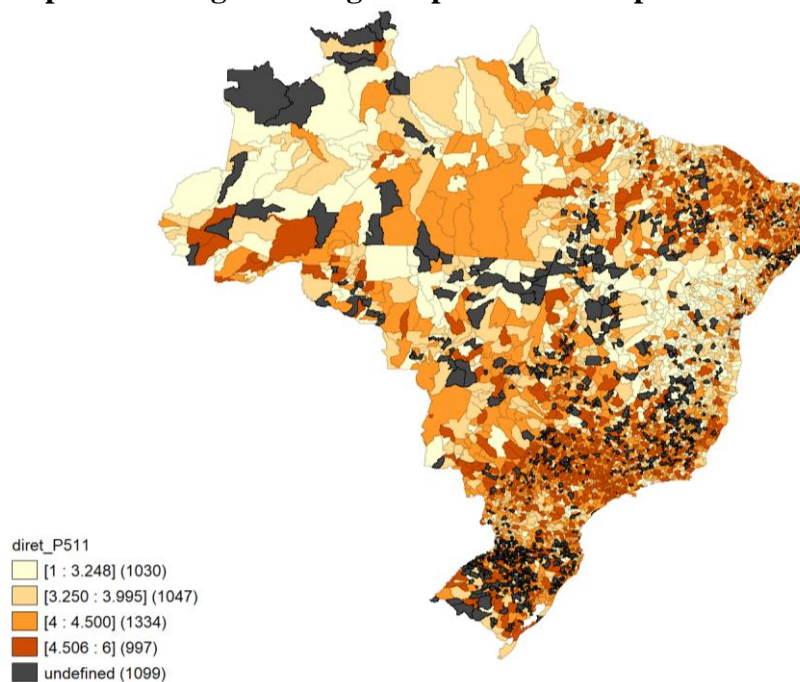 diret_P511
[1 : 3.248] (1030)
[3.250 : 3.995] (1047)
[4 : 4.500] (1334)
[4.506 : 6] (997)
undefined (1099)